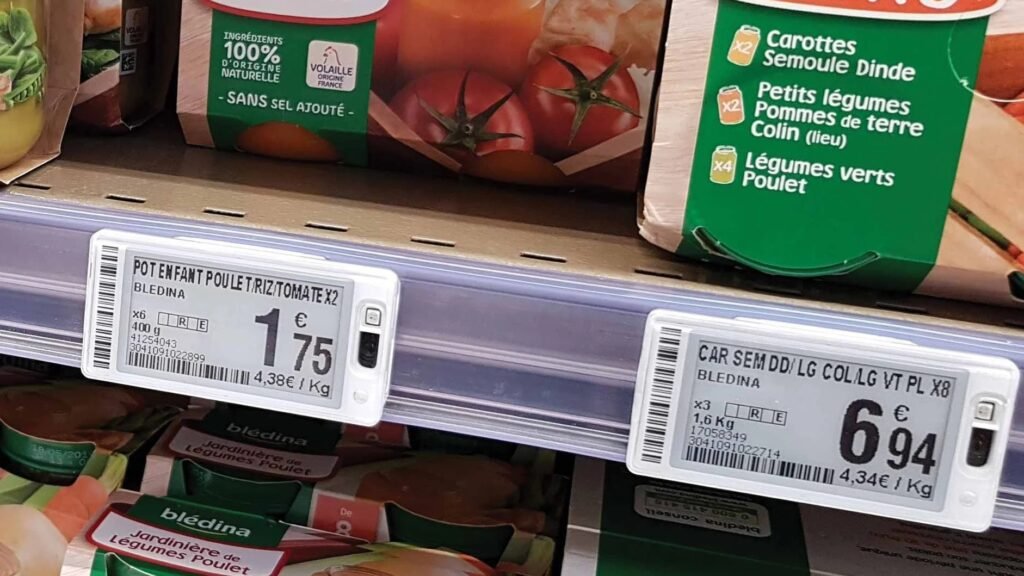 INGRÉDIENTS
100%
D'ORIGINE
NATURELLE
VOLAILLE
ORIGINE
FRANCE
- SANS SEL AJOUTÉ -
x2
Carottes
Semoule Dinde
x2
Petits légumes
Pommes de terre
Colin (lieu)
x4
Légumes verts
Poulet
POT ENFANT POULET/RIZ/TOMATE X2
BLEDINA
x6
R E
400 g
41254043
3041091022899
1 € 75
4,38€ / Kg
CAR SEM DD/LG COL/LG VT PL X8
BLEDINA
x3
R E
1,6 Kg
17058349
3041091022714
6 € 94
4,34€ / Kg
blédina
Jardinière de
Légumes Poulet
blédina
Jardinière de
Légumes Poulet
De
blédina conseil